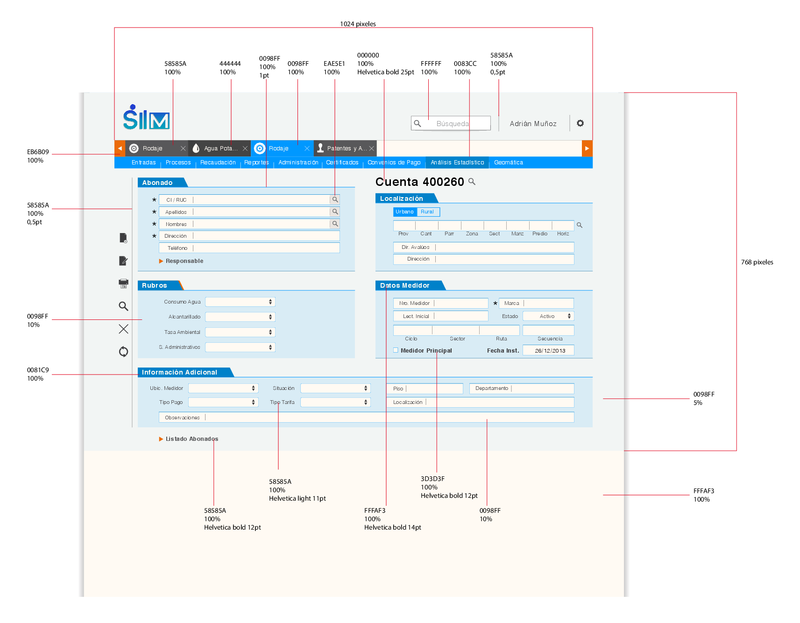 1024 pixeles
58585A
100%
444444
100%
0098FF
100%
1pt
0098FF
100%
EAE5E1
100%
000000
100%
Helvetica bold 25pt
FFFFFF
100%
0083CC
100%
58585A
100%
0,5pt
SIIM
Búsqueda
Adrián Muñoz
EB6B09
100%
Rodaje
Agua Pota...
Rodaje
Patentes y A...
Entradas Procesos Recaudación Reportes Administración Certificados Convenios de Pago Análisis Estadístico Geomática
Abonado
Cuenta 400260
58585A
100%
0,5pt
CI / RUC
Apellidos
Nombres
Dirección
Teléfono
Responsable
Localización
Urbano Rural
Prov Cant Parr Zona Sect Manz Predio Horiz
Dir. Avaluos
Dirección
768 pixeles
Rubros
Consumo Agua
Alcantarillado
Tasa Ambiental
S. Administrativos
Datos Medidor
Nro. Medidor
Marca
Lect. Inicial
Estado Activo
Ciclo Sector Ruta Secuencia
Medidor Principal
Fecha Inst. 26/12/2013
0098FF
10%
0081C9
100%
Información Adicional
Ubic. Medidor
Situación
Piso
Departamento
Tipo Pago
Tipo Tarifa
Localización
Observaciones
Listado Abonados
0098FF
5%
58585A
100%
Helvetica bold 12pt
58585A
100%
Helvetica light 11pt
FFFAF3
100%
Helvetica bold 14pt
3D3D3F
100%
Helvetica bold 12pt
0098FF
10%
FFFAF3
100%